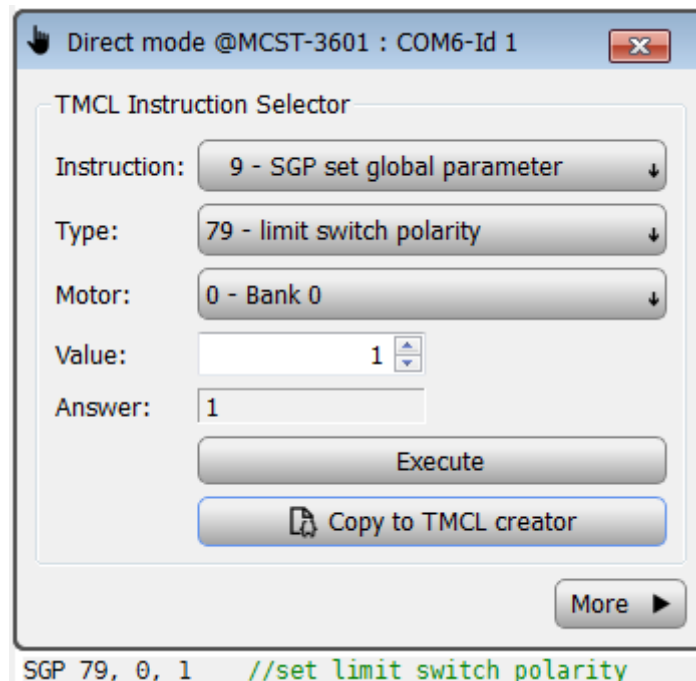 Direct mode @MCST-3601 : COM6-Id 1
TMCL Instruction Selector
Instruction: 9 - SGP set global parameter
Type: 79 - limit switch polarity
Motor: 0 - Bank 0
Value: 1
Answer: 1
Execute
Copy to TMCL creator
More
SGP 79, 0, 1 //set limit switch polarity